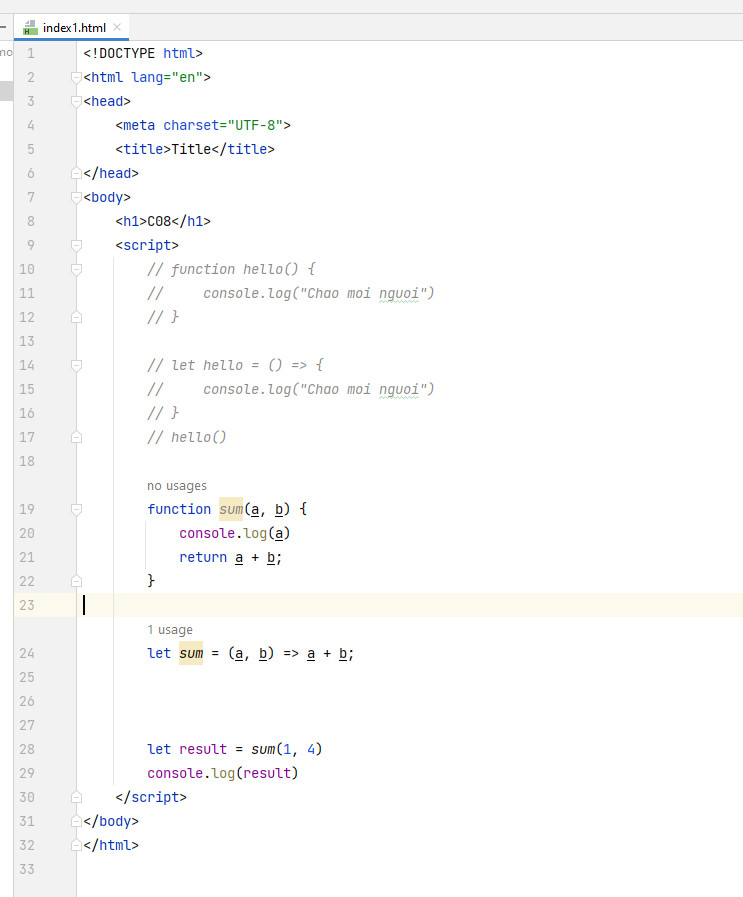 index1.html
mo
1 <!DOCTYPE html>
2 <html lang="en">
3 <head>
4     <meta charset="UTF-8">
5     <title>Title</title>
6 </head>
7 <body>
8     <h1>C08</h1>
9     <script>
10         // function hello() {
11         //     console.log("Chao moi nguoi")
12         // }
13
14         // let hello = () => {
15         //     console.log("Chao moi nguoi")
16         // }
17         // hello()
18
no usages
19         function sum(a, b) {
20             console.log(a)
21             return a + b;
22         }
23
1 usage
24         let sum = (a, b) => a + b;
25
26
27
28         let result = sum(1, 4)
29         console.log(result)
30     </script>
31 </body>
32 </html>
33